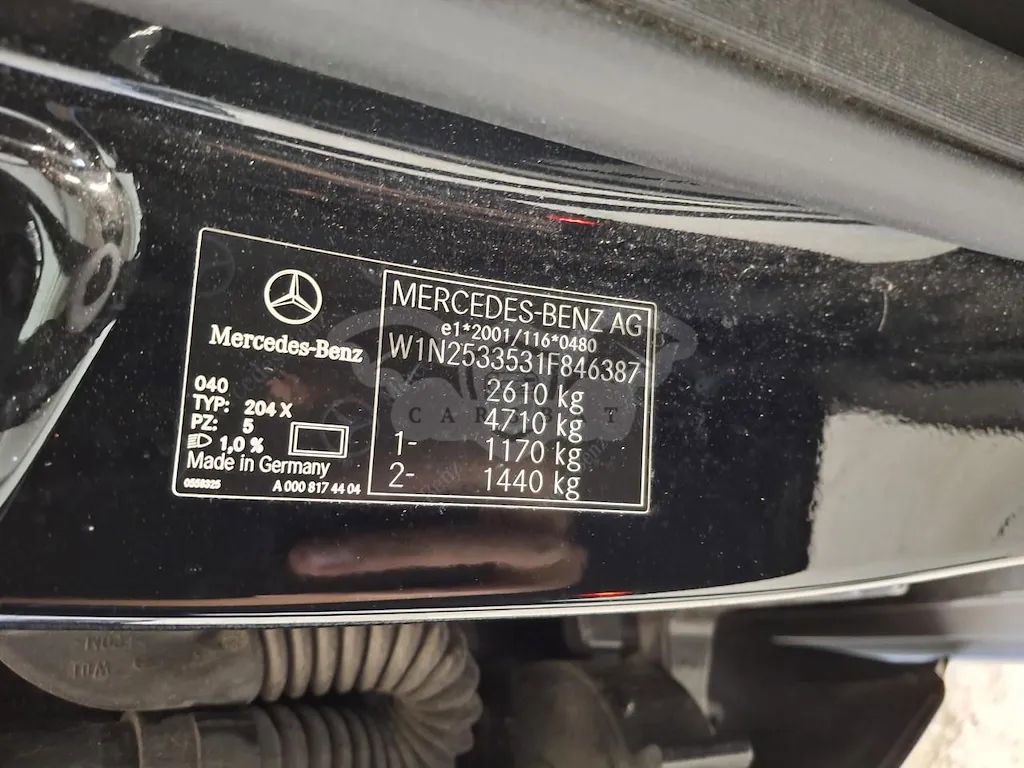 Mercedes-Benz
040
TYP: 204 X
PZ: 5
1,0 %
Made in Germany
0558325 A 000 817 44 04
MERCEDES-BENZ AG
e1*2001/116*0480
W1N2533531F846387
2610 kg
4710 kg
1- 1170 kg
2- 1440 kg